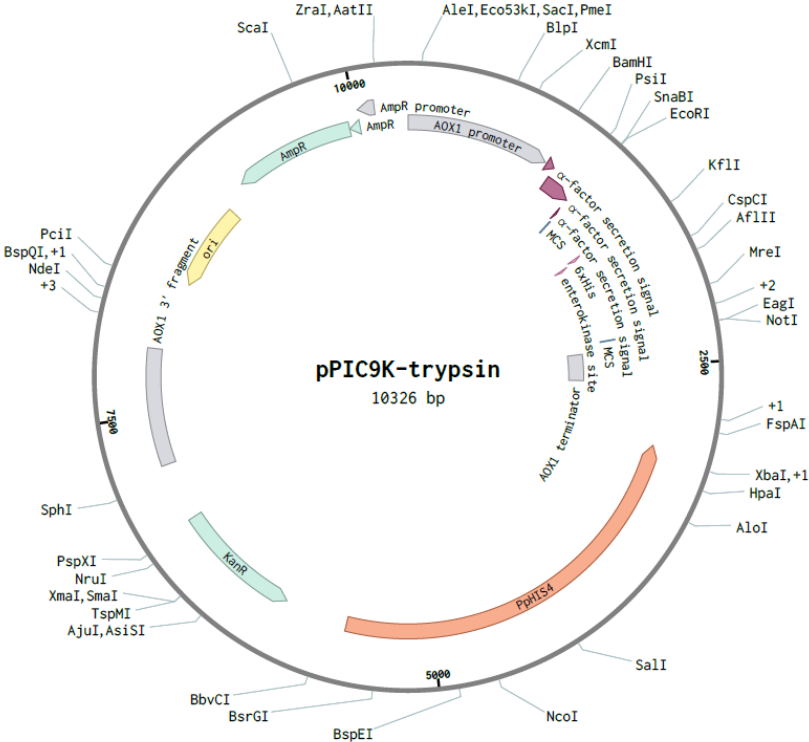 ZraI,AatII
AleI,Eco53kI,SacI,PmeI
ScaI
BlpI
XcmI
BamHI
PsiI
SnaBI
EcoRI
10000
AmpR promoter
AmpR
AOX1 promoter
AmpR
KflI
α-factor secretion signal
α-factor secretion signal
α-factor secretion signal
MCS
6xHis
enterokinase site
MCS
AOX1 terminator
CspCI
AflII
MreI
+2
EagI
NotI
PciI
BspQI,+1
NdeI
+3
ori
AOX1 3' fragment
pPIC9K-trypsin
10326 bp
2500
7500
+1
FspAI
XbaI,+1
HpaI
AloI
SphI
PspXI
NruI
XmaI,SmaI
TspMI
AjuI,AsiSI
KanR
PpHIS4
SalI
5000
BbvCI
BsrGI
BspEI
NcoI